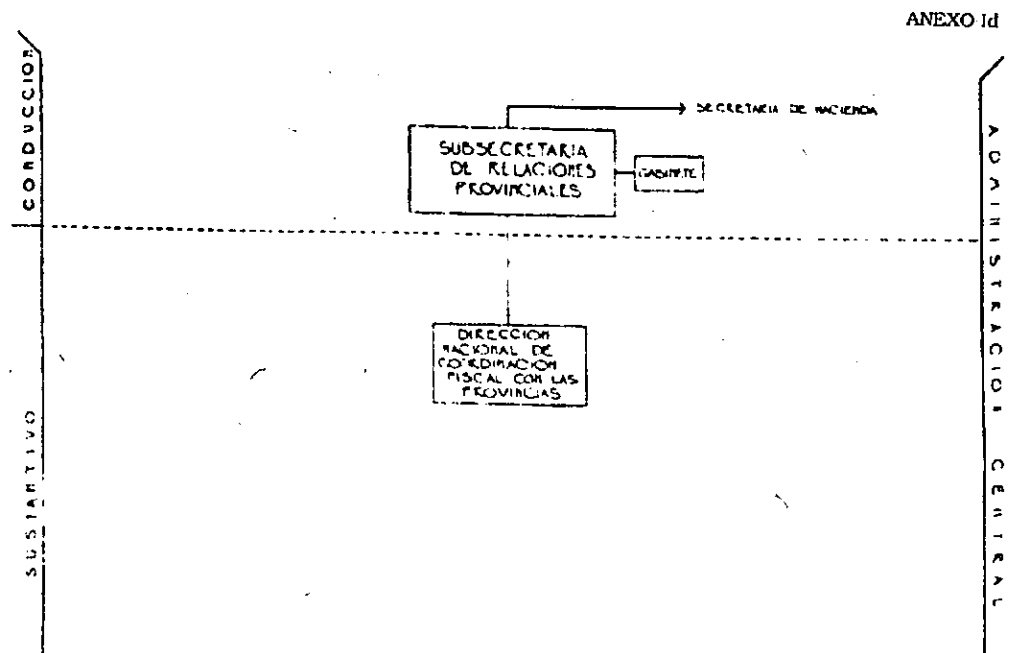 ANEXO Id
CONDUCCION
SECRETARIA DE HACIENDA
SUBSECRETARIA
DE RELACIONES
PROVINCIALES
GABINETE
ADMINISTRACION CENTRAL
DIRECCION
NACIONAL DE
COORDINACION
FISCAL CON LAS
PROVINCIAS
SUSTANTIVO